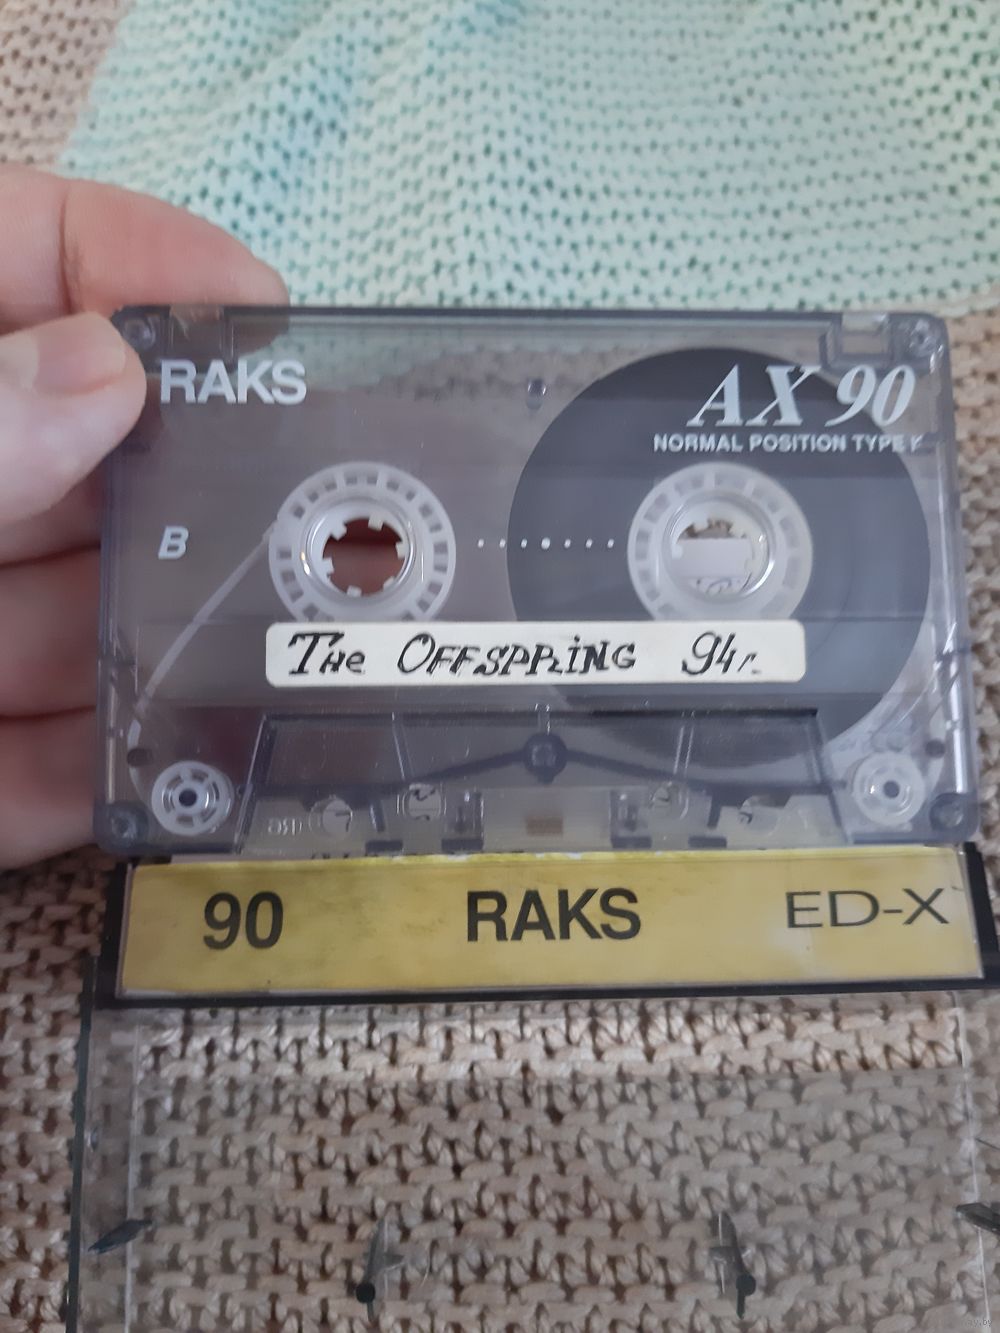 RAKS
AX 90
NORMAL POSITION TYPE I
B
The OFFSPRiNG 94г.
90 RAKS ED-X